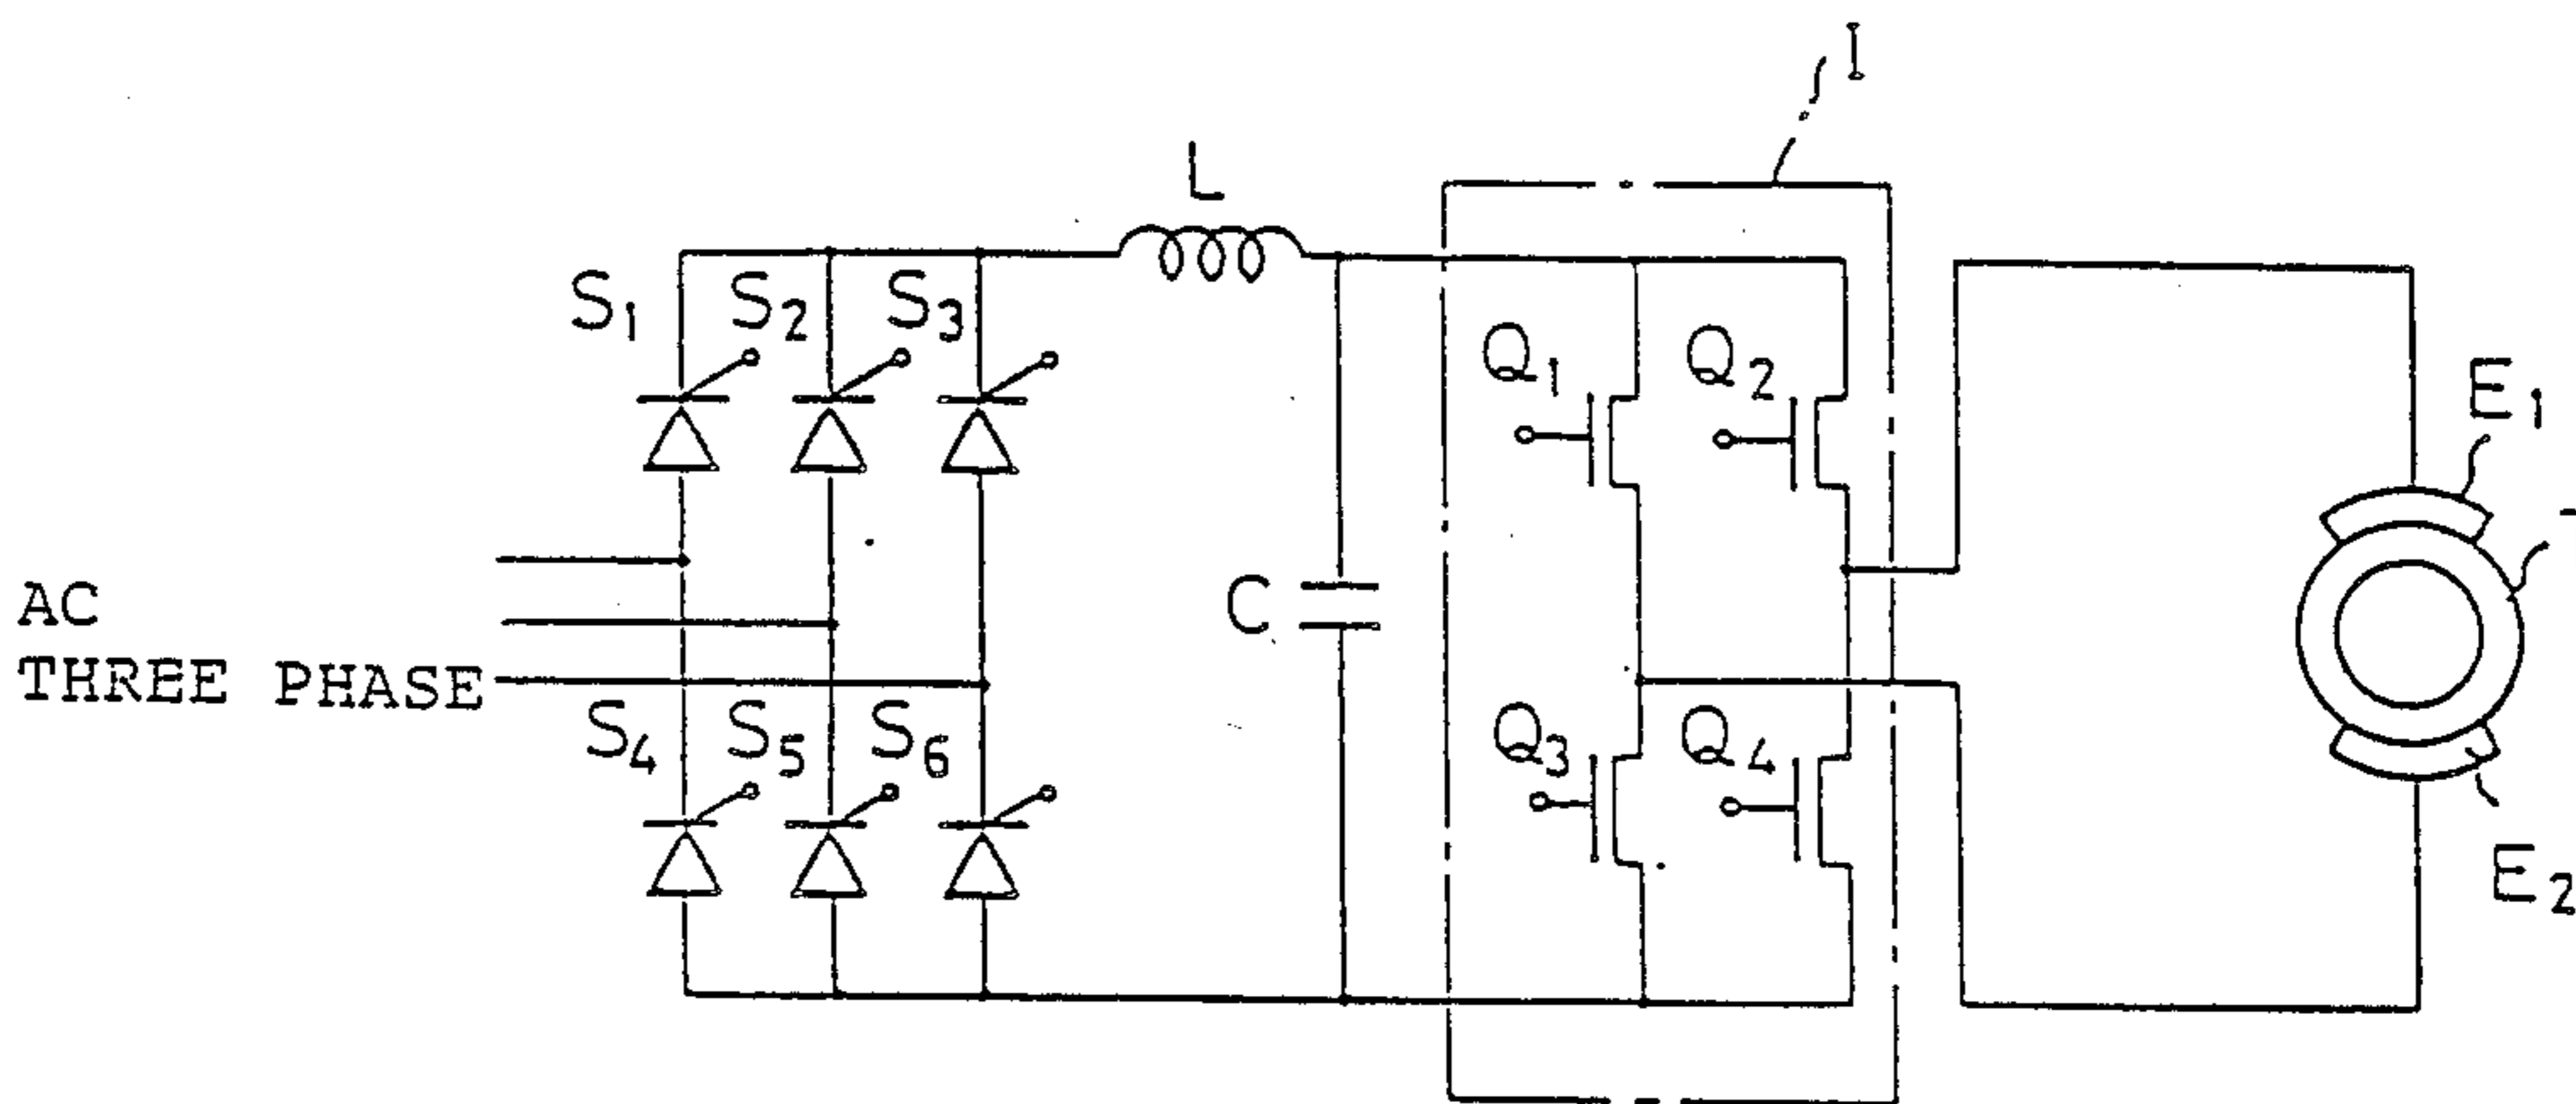 I
L
S1 S2 S3
Q1 Q2
E1
C
AC
THREE PHASE
S4 S5 S6
Q3 Q4
E2